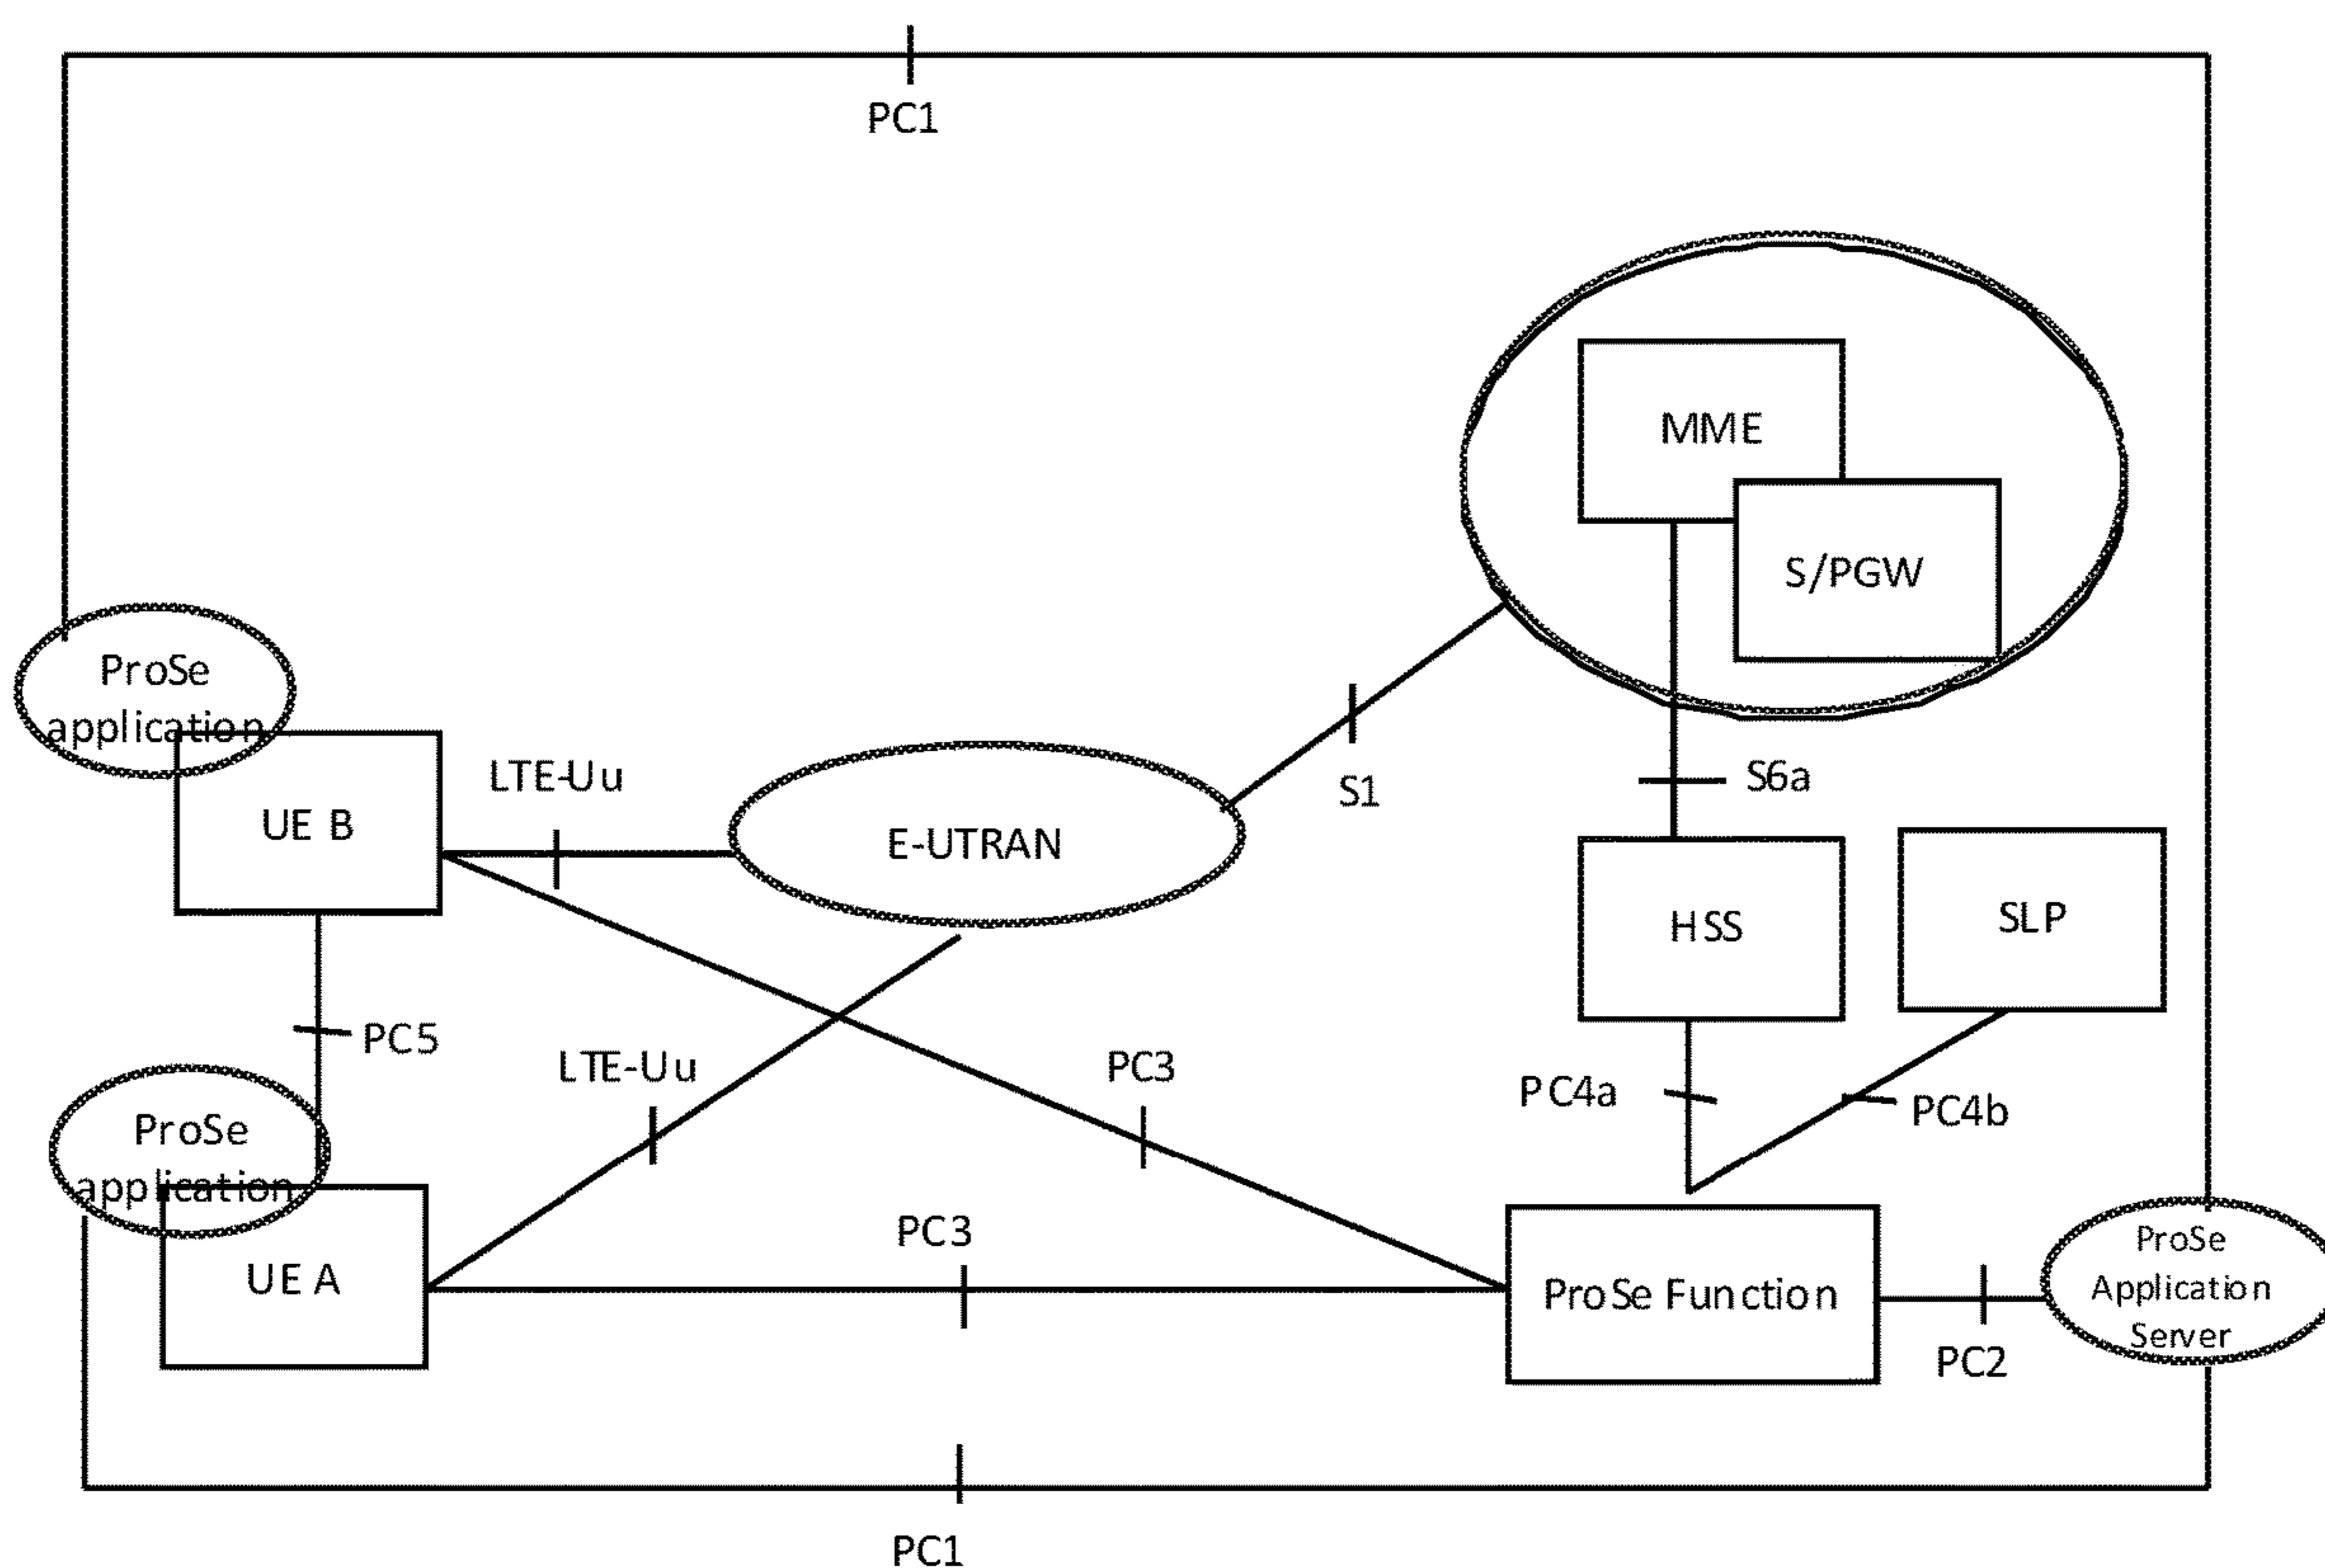 PC1
MME
S/PGW
ProSe
application
LTE-Uu
S1
S6a
UE B
E-UTRAN
HSS
SLP
PC5
LTE-Uu
PC3
PC4a
PC4b
ProSe
application
PC3
UE A
ProSe Function
ProSe
Application
Server
PC2
PC1